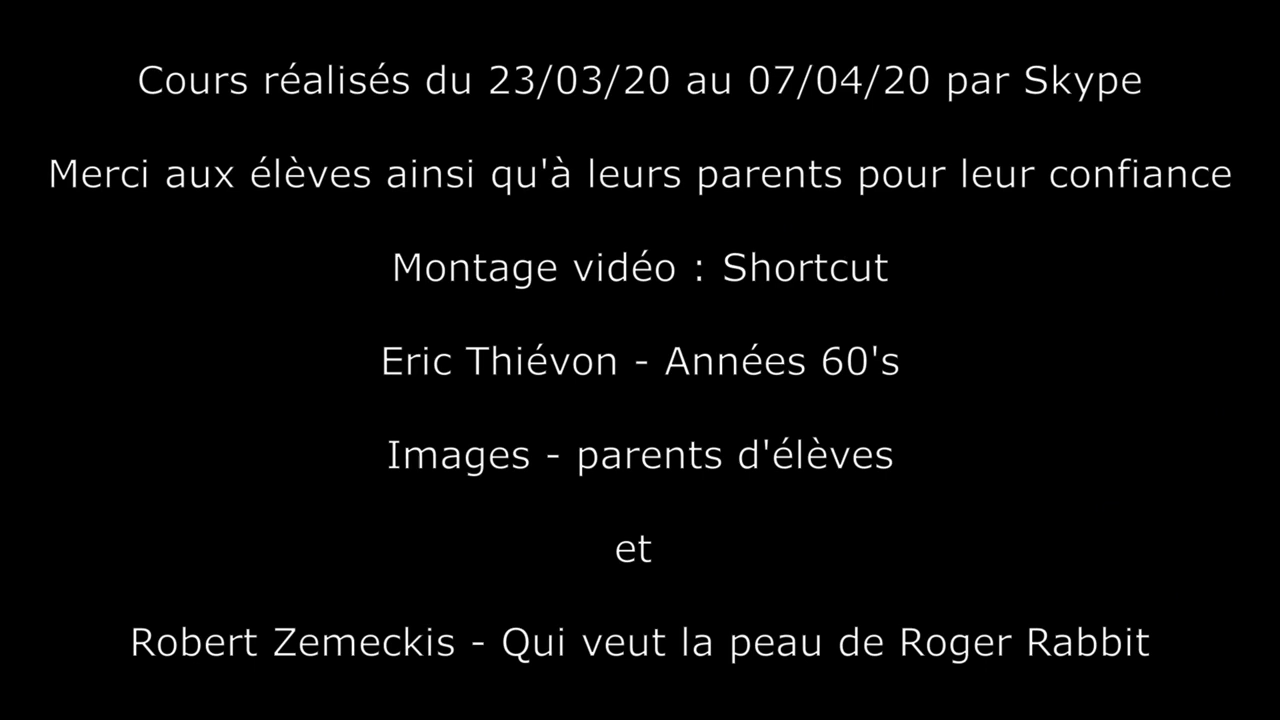 Cours réalisés du 23/03/20 au 07/04/20 par Skype
Merci aux élèves ainsi qu'à leurs parents pour leur confiance
Montage vidéo : Shortcut
Eric Thiévon - Années 60's
Images - parents d'élèves
et
Robert Zemeckis - Qui veut la peau de Roger Rabbit